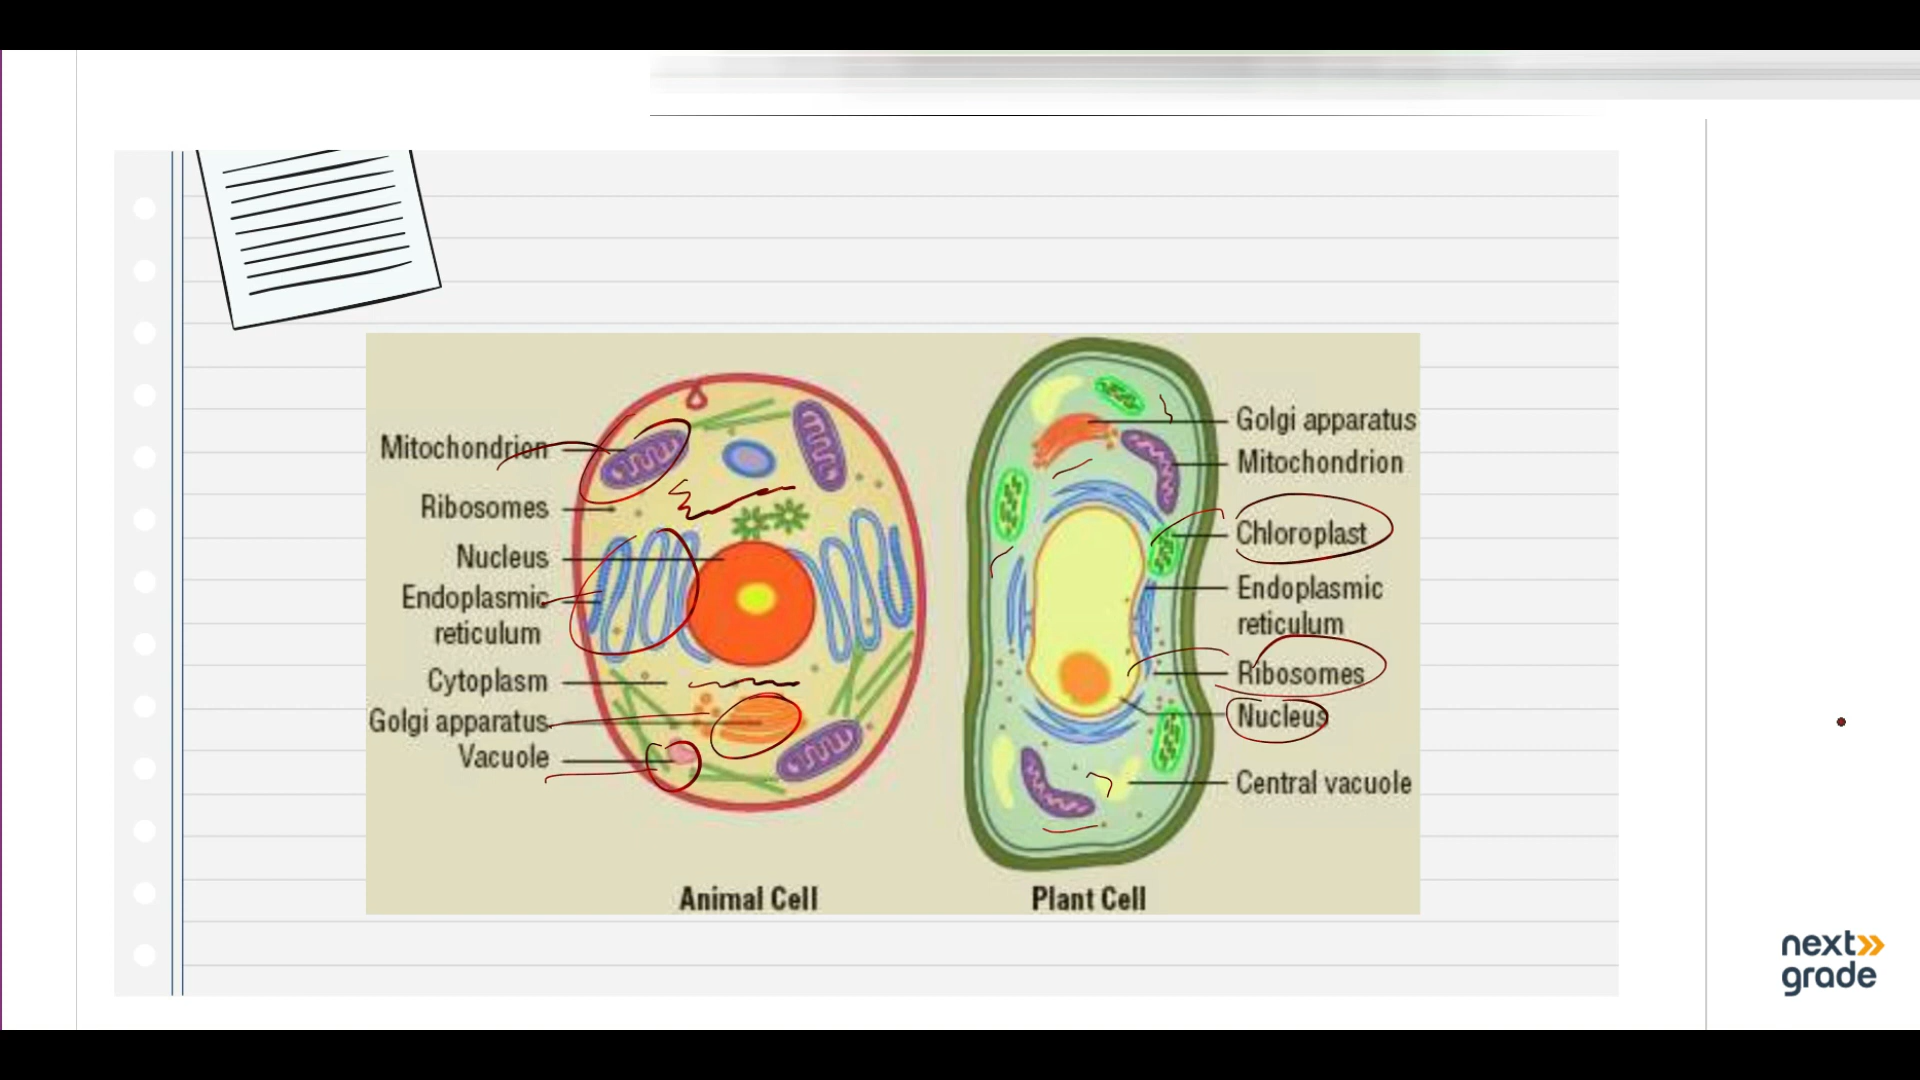 Mitochondrion
Ribosomes
Nucleus
Endoplasmic
reticulum
Cytoplasm
Golgi apparatus
Vacuole
Animal Cell
Golgi apparatus
Mitochondrion
Chloroplast
Endoplasmic
reticulum
Ribosomes
Nucleus
Central vacuole
Plant Cell
next
grade